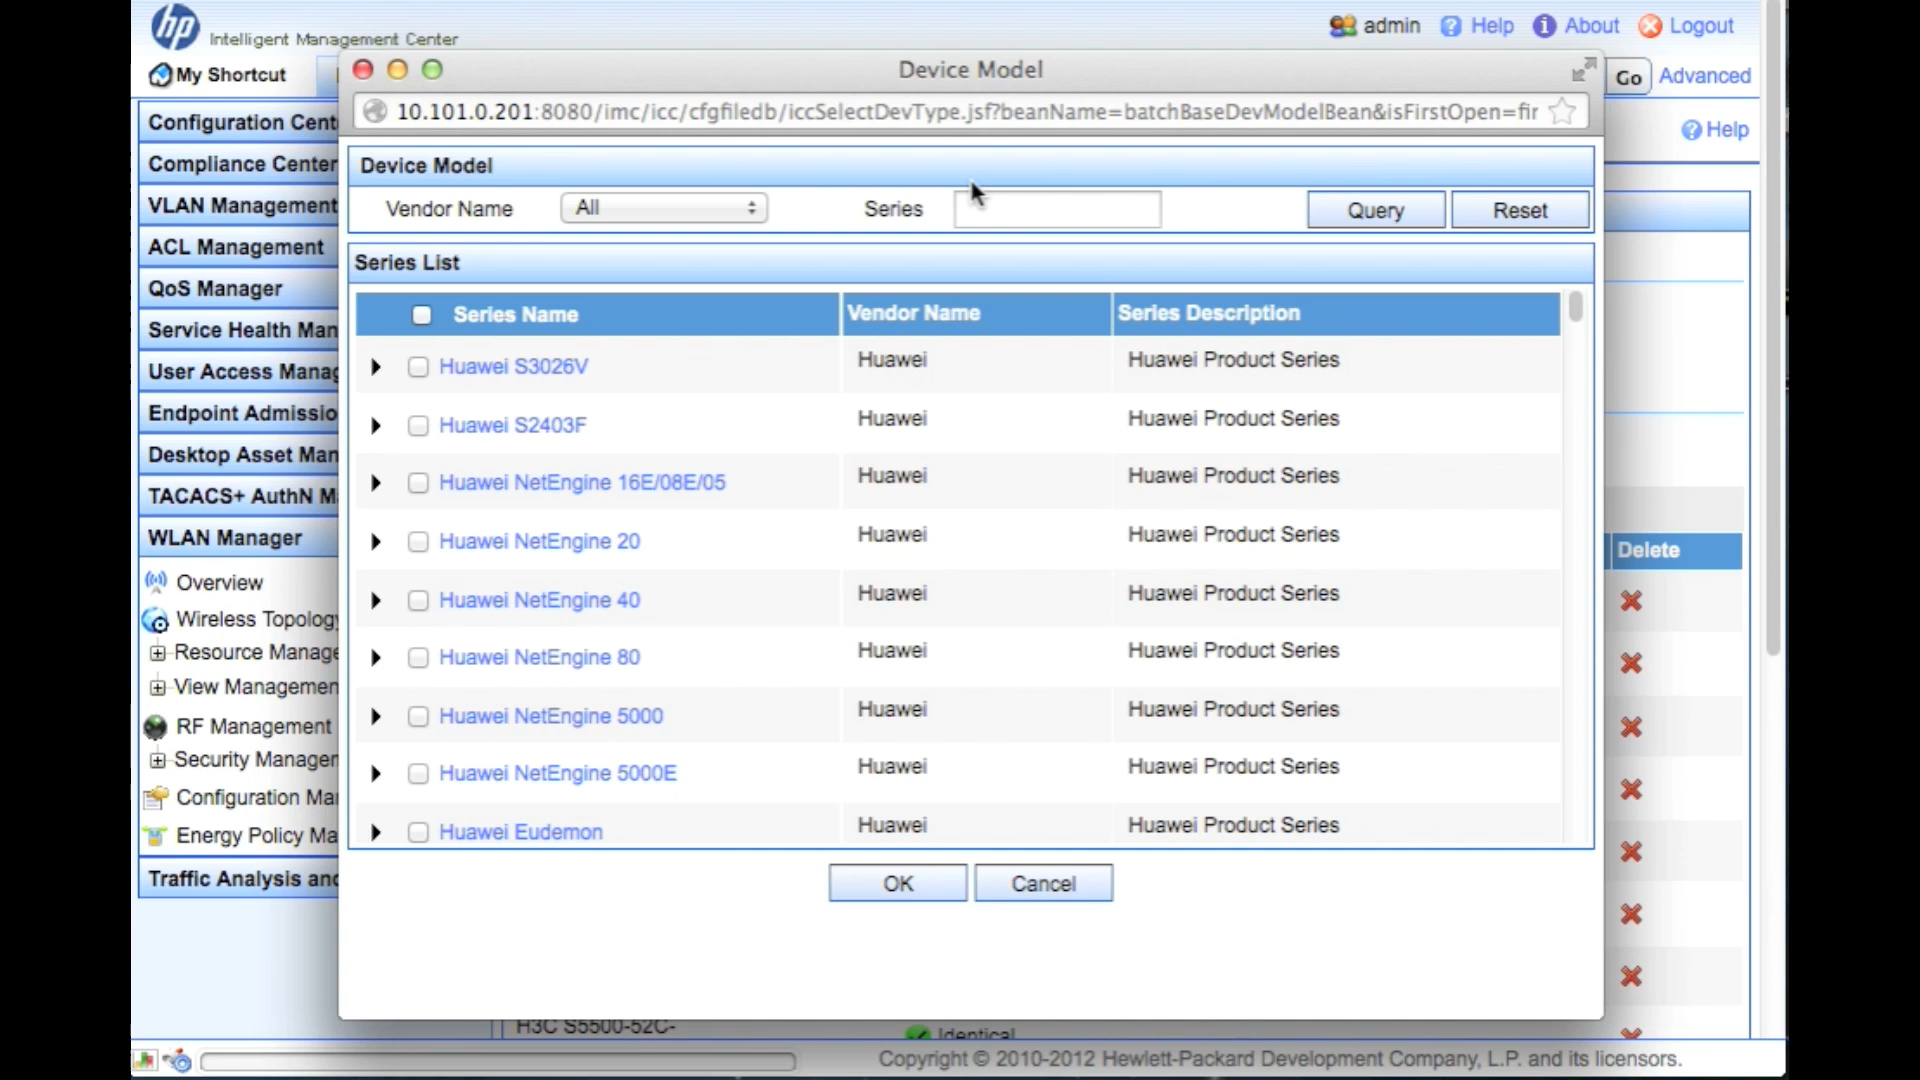 hp Intelligent Management Center
admin Help About Logout
My Shortcut
Device Model
Go Advanced
10.101.0.201:8080/imc/icc/cfgfiledb/iccSelectDevType.jsf?beanName=batchBaseDevModelBean&isFirstOpen=fir
Help
Configuration Cent
Compliance Center
VLAN Management
ACL Management
QoS Manager
Service Health Man
User Access Manag
Endpoint Admissio
Desktop Asset Man
TACACS+ AuthN M
WLAN Manager
Overview
Wireless Topology
Resource Manage
View Managemen
RF Management
Security Manager
Configuration Mar
Energy Policy Ma
Traffic Analysis and
Device Model
Vendor Name All Series Query Reset
Series List
Series Name Vendor Name Series Description
Huawei S3026V Huawei Huawei Product Series
Huawei S2403F Huawei Huawei Product Series
Huawei NetEngine 16E/08E/05 Huawei Huawei Product Series
Huawei NetEngine 20 Huawei Huawei Product Series
Huawei NetEngine 40 Huawei Huawei Product Series
Huawei NetEngine 80 Huawei Huawei Product Series
Huawei NetEngine 5000 Huawei Huawei Product Series
Huawei NetEngine 5000E Huawei Huawei Product Series
Huawei Eudemon Huawei Huawei Product Series
OK Cancel
Delete
H3C S5500-52C- Identical
Copyright © 2010-2012 Hewlett-Packard Development Company, L.P. and its licensors.